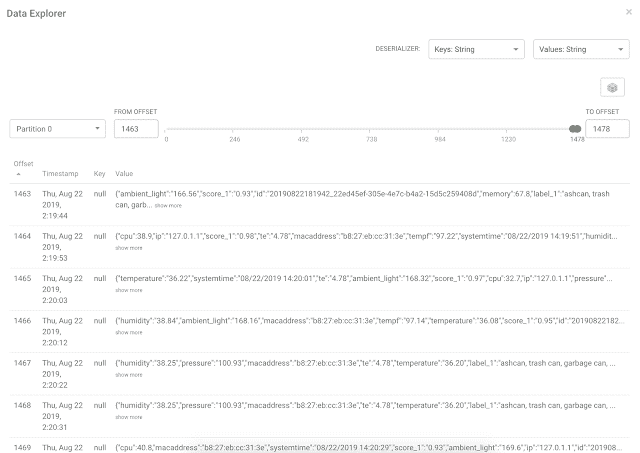 Data Explorer
×
DESERIALIZER: Keys: String Values: String
FROM OFFSET TO OFFSET
Partition 0 1463 1478
0 246 492 738 984 1230 1478
Offset Timestamp Key Value
1463 Thu, Aug 22 null {"ambient_light":"166.56","score_1":"0.93","id":"20190822181942_22ed45ef-305e-4e7c-b4a2-15d5c259408d","memory":67.8,"label_1":"ashcan, trash
2019, can, garb... show more
2:19:44
1464 Thu, Aug 22 null {"cpu":38.9,"ip":"127.0.1.1","score_1":"0.98","te":"4.78","macaddress":"b8:27:eb:cc:31:3e","tempf":"97.22","systemtime":"08/22/2019 14:19:51","humidit...
2019, show more
2:19:53
1465 Thu, Aug 22 null {"temperature":"36.22","systemtime":"08/22/2019 14:20:01","te":"4.78","ambient_light":"168.32","score_1":"0.97","cpu":32.7,"ip":"127.0.1.1","pressure"...
2019, show more
2:20:03
1466 Thu, Aug 22 null {"humidity":"38.84","ambient_light":"168.16","macaddress":"b8:27:eb:cc:31:3e","tempf":"97.14","temperature":"36.08","score_1":"0.95","id":"20190822182...
2019, show more
2:20:12
1467 Thu, Aug 22 null {"humidity":"38.25","pressure":"100.93","macaddress":"b8:27:eb:cc:31:3e","te":"4.78","temperature":"36.20","label_1":"ashcan, trash can, garbage can, ...
2019, show more
2:20:22
1468 Thu, Aug 22 null {"humidity":"38.25","pressure":"100.93","macaddress":"b8:27:eb:cc:31:3e","te":"4.78","temperature":"36.20","label_1":"ashcan, trash can, garbage can, ...
2019, show more
2:20:31
1469 Thu, Aug 22 null {"cpu":40.8,"macaddress":"b8:27:eb:cc:31:3e","systemtime":"08/22/2019 14:20:29","score_1":"0.93","ambient_light":"169.6","ip":"127.0.1.1","id":"201908...